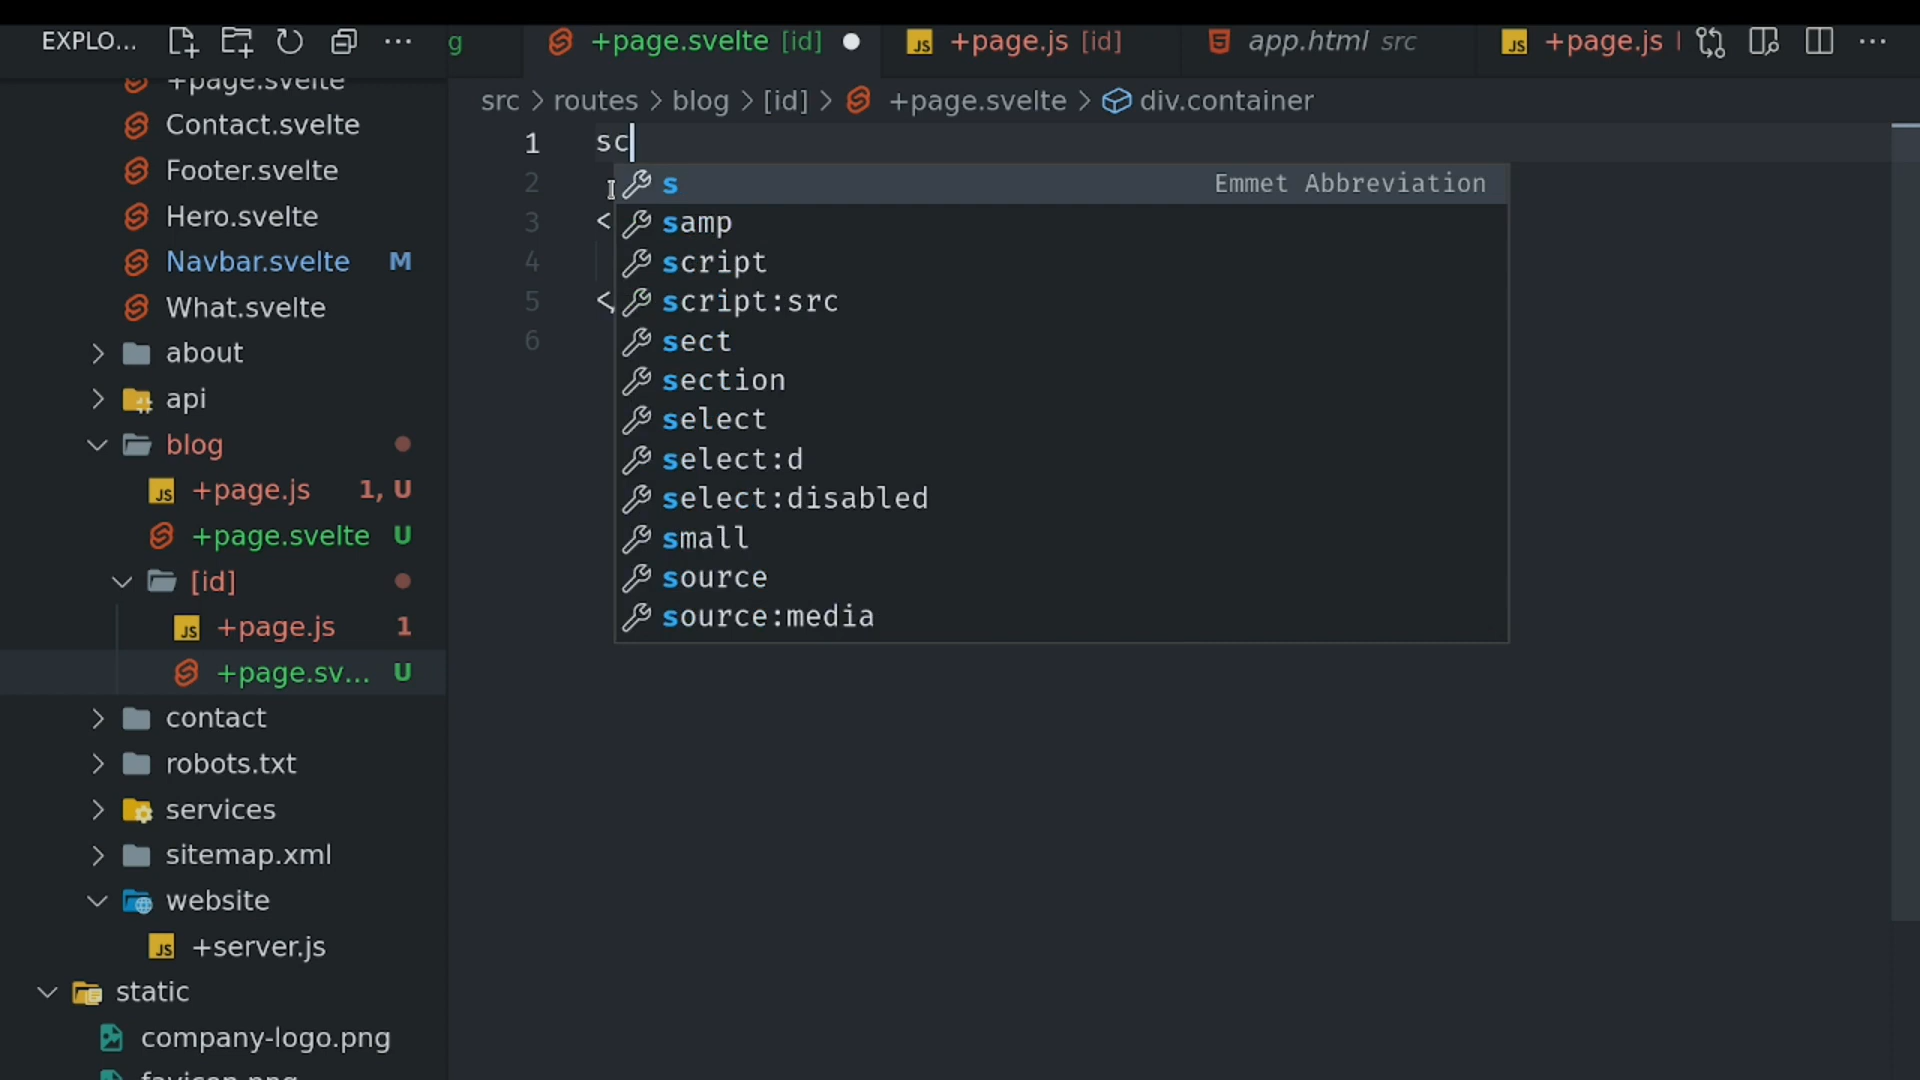 EXPLO...
g
+page.svelte [id]
+page.js [id]
app.html src
+page.js
+page.svelte
Contact.svelte
Footer.svelte
Hero.svelte
Navbar.svelte M
What.svelte
about
api
blog
+page.js 1, U
+page.svelte U
[id]
+page.js 1
+page.sv... U
contact
robots.txt
services
sitemap.xml
website
+server.js
static
company-logo.png
favicon.png
src > routes > blog > [id] > +page.svelte > div.container
1 sc
2
3 <
4
5 <
6
s Emmet Abbreviation
samp
script
script:src
sect
section
select
select:d
select:disabled
small
source
source:media